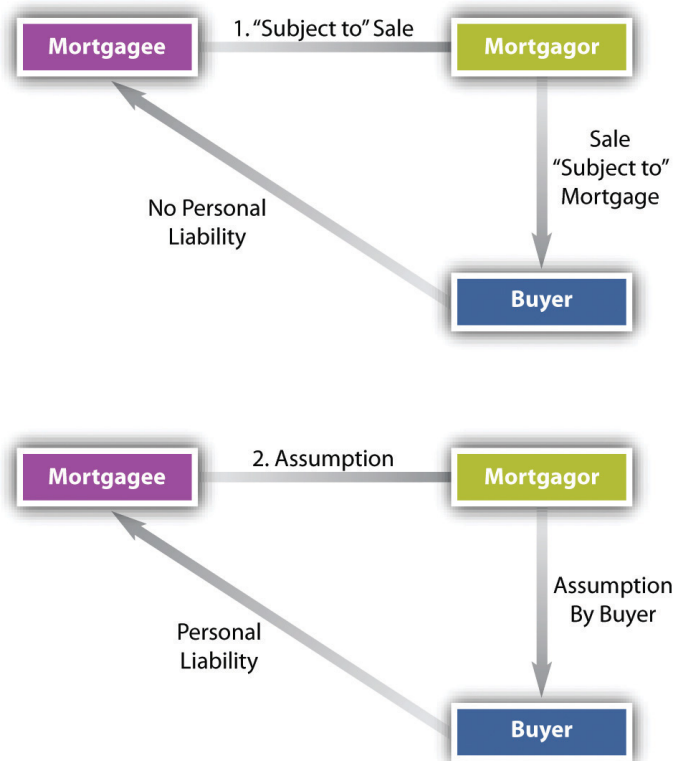 1. “Subject to” Sale
Mortgagee
Mortgagor
Sale
“Subject to”
Mortgage
No Personal
Liability
Buyer
2. Assumption
Mortgagee
Mortgagor
Assumption
By Buyer
Personal
Liability
Buyer